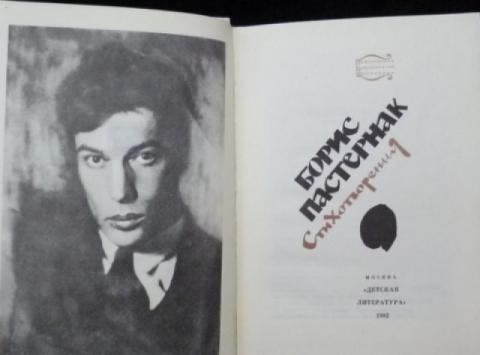 БОРИС
ПАСТЕРНАК
Стихотворения
МОСКВА
«ДЕТСКАЯ
ЛИТЕРАТУРА»
1982